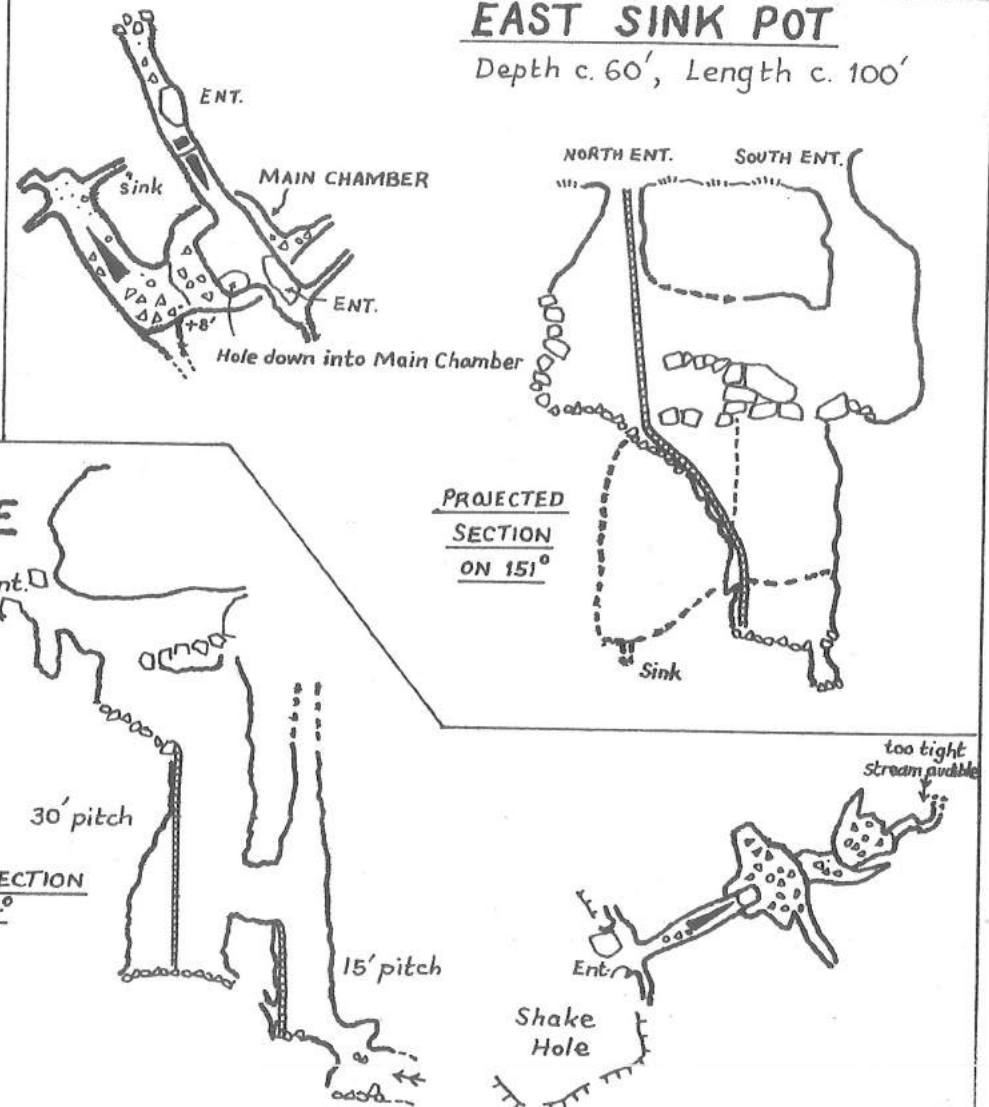 EAST SINK POT
Depth c. 60', Length c. 100'
ENT.
sink
MAIN CHAMBER
ENT.
+8'
Hole down into Main Chamber
NORTH ENT.
SOUTH ENT.
PROJECTED
SECTION
ON 151°
Sink
E
nt.
30' pitch
ECTION
°
15' pitch
too tight
stream audible
Ent.
Shake
Hole